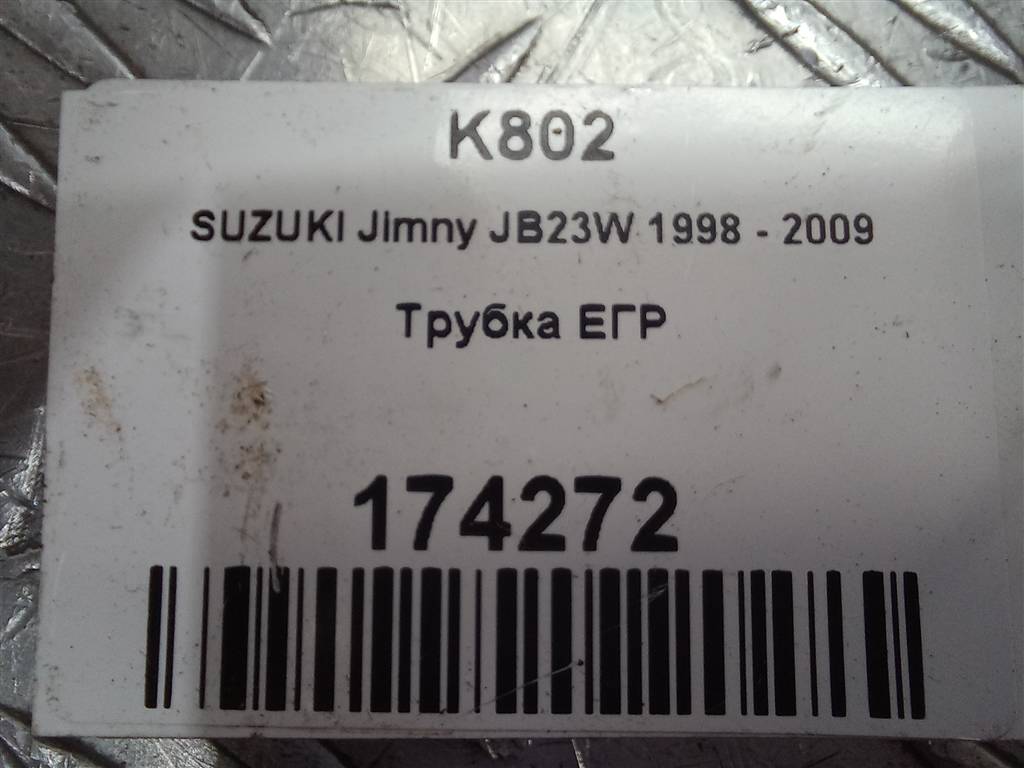 K802
SUZUKI Jimny JB23W 1998 - 2009
Трубка ЕГР
174272